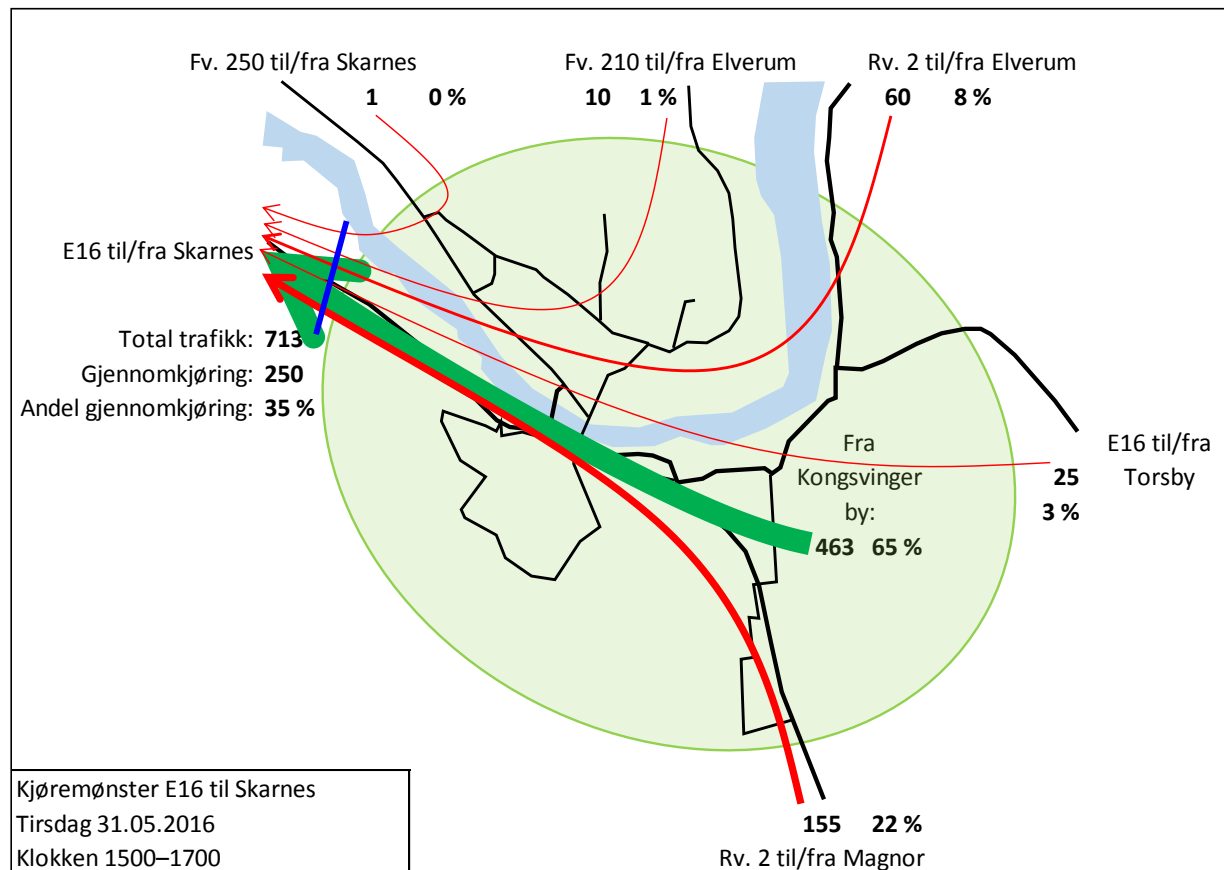 Fv. 250 til/fra Skarnes
1 0 %
Fv. 210 til/fra Elverum
10 1 %
Rv. 2 til/fra Elverum
60 8 %
E16 til/fra Skarnes
Total trafikk: 713
Gjennomkjøring: 250
Andel gjennomkjøring: 35 %
Fra
Kongsvinger
by:
463 65 %
E16 til/fra
Torsby
25
3 %
155 22 %
Rv. 2 til/fra Magnor
Kjøremønster E16 til Skarnes
Tirsdag 31.05.2016
Klokken 1500–1700